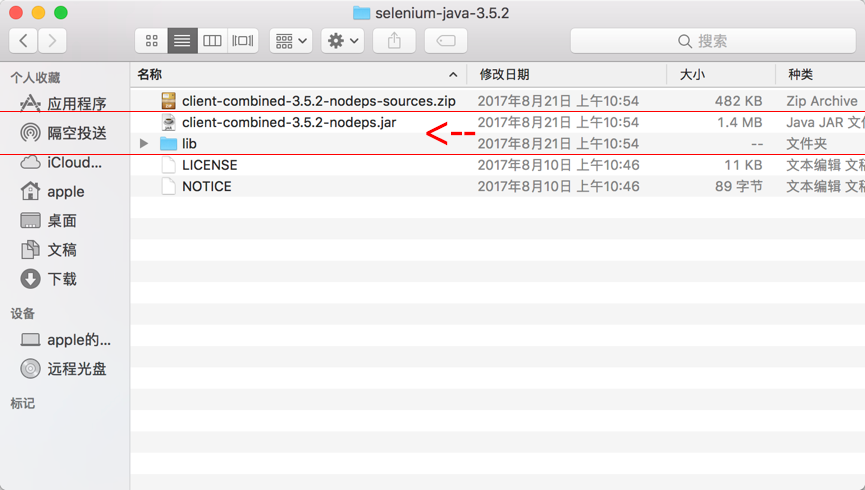 selenium-java-3.5.2
搜索
个人收藏
应用程序
隔空投送
iCloud...
apple
桌面
文稿
下载
设备
apple的...
远程光盘
标记
名称 修改日期 大小 种类
client-combined-3.5.2-nodeps-sources.zip 2017年8月21日 上午10:54 482 KB Zip Archive
client-combined-3.5.2-nodeps.jar 2017年8月21日 上午10:54 1.4 MB Java JAR 文
lib 2017年8月21日 上午10:54 -- 文件夹
LICENSE 2017年8月10日 上午10:46 11 KB 文本编辑 文
NOTICE 2017年8月10日 上午10:46 89 字节 文本编辑 文